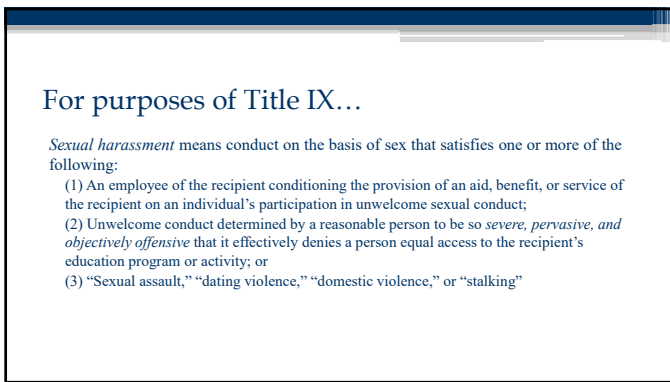 For purposes of Title IX…
Sexual harassment means conduct on the basis of sex that satisfies one or more of the
following:
(1) An employee of the recipient conditioning the provision of an aid, benefit, or service of
the recipient on an individual’s participation in unwelcome sexual conduct;
(2) Unwelcome conduct determined by a reasonable person to be so severe, pervasive, and
objectively offensive that it effectively denies a person equal access to the recipient’s
education program or activity; or
(3) “Sexual assault,” “dating violence,” “domestic violence,” or “stalking”